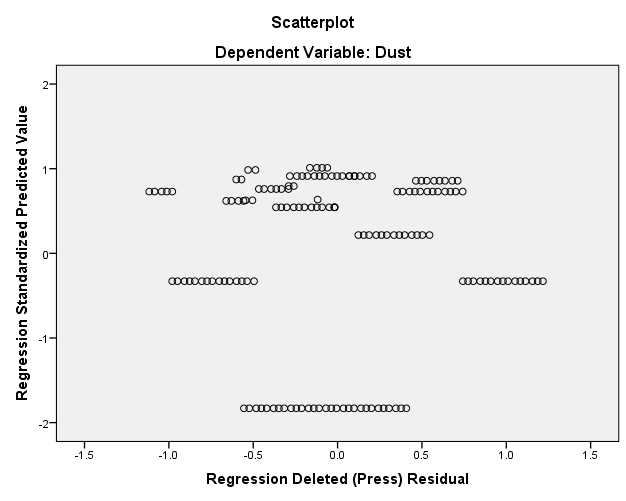 Scatterplot
Dependent Variable: Dust
Regression Standardized Predicted Value
2
1
0
-1
-2
-1.5 -1.0 -0.5 0.0 0.5 1.0 1.5
Regression Deleted (Press) Residual